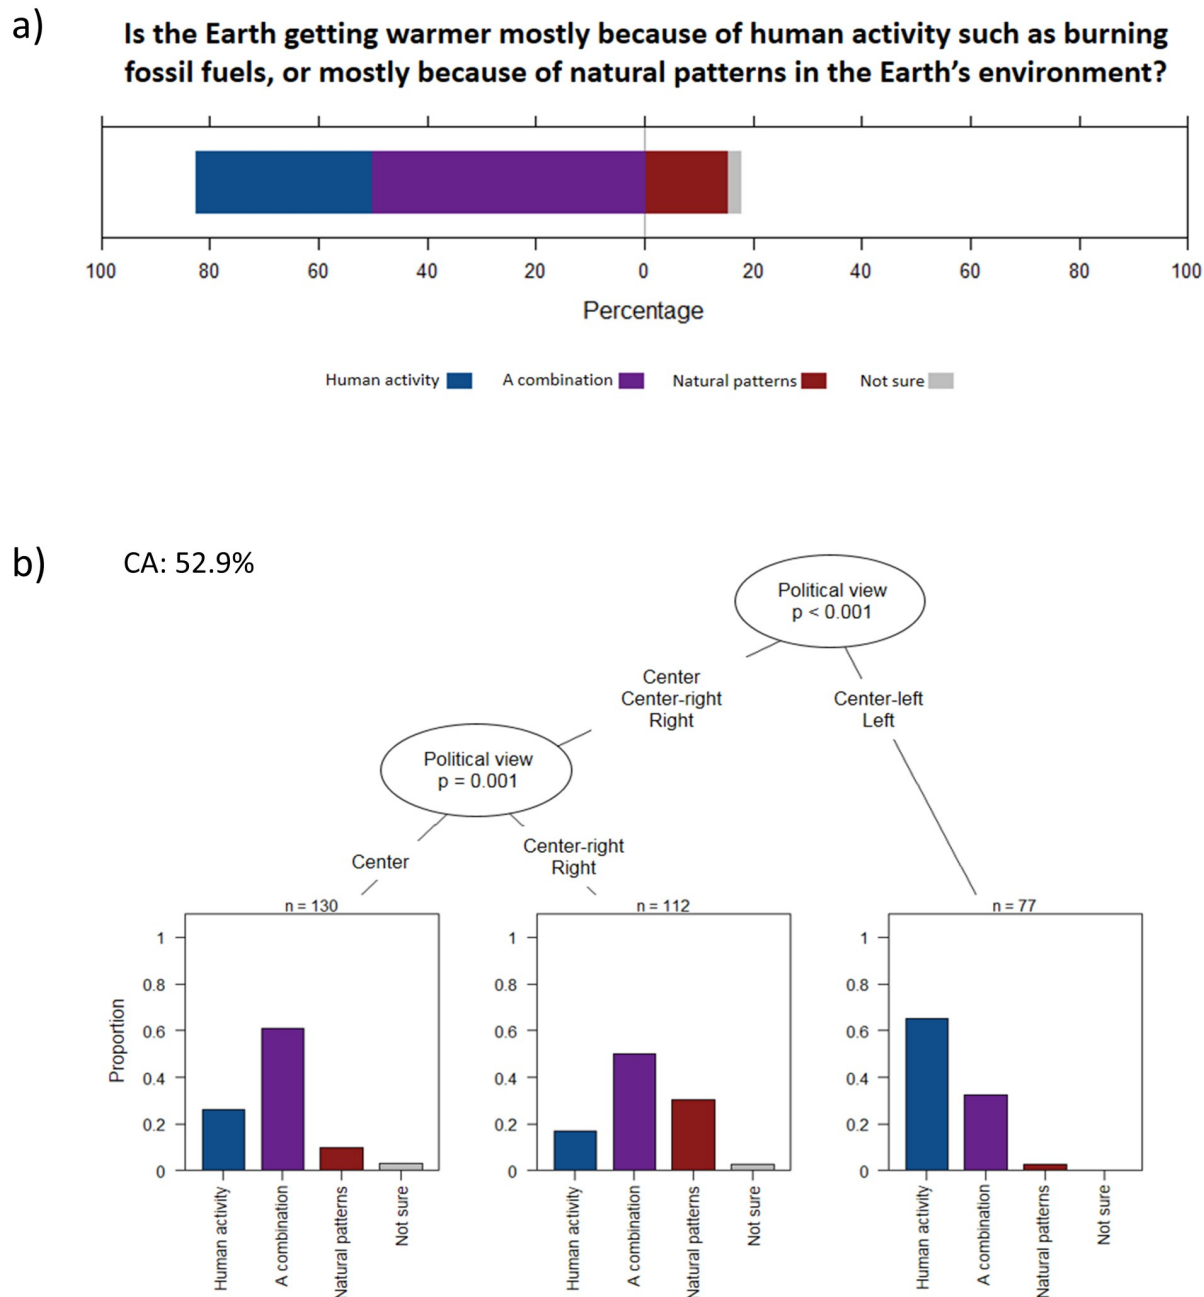 a)
Is the Earth getting warmer mostly because of human activity such as burning
fossil fuels, or mostly because of natural patterns in the Earth's environment?
100 80 60 40 20 0 20 40 60 80 100
Percentage
Human activity A combination Natural patterns Not sure
b)
CA: 52.9%
Political view
p < 0.001
Center
Center-right
Right
Center-left
Left
Political view
p = 0.001
Center
Center-right
Right
n = 130
Proportion
1
0.8
0.6
0.4
0.2
0
Human activity
A combination
Natural patterns
Not sure
n = 112
1
0.8
0.6
0.4
0.2
0
Human activity
A combination
Natural patterns
Not sure
n = 77
1
0.8
0.6
0.4
0.2
0
Human activity
A combination
Natural patterns
Not sure